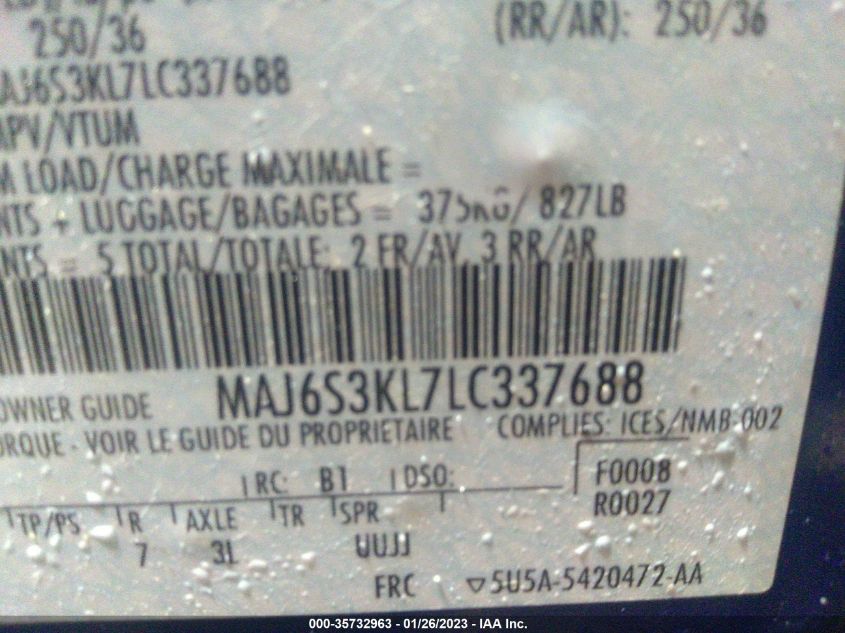 250/36 (RR/AR): 250/36
AJ6S3KL7LC337688
MPV/VTUM
M LOAD/CHARGE MAXIMALE =
NTS + LUGGAGE/BAGAGES = 375KG/ 827LB
NTS = 5 TOTAL/TOTALE: 2 FR/AV, 3 RR/AR
MAJ6S3KL7LC337688
OWNER GUIDE
ORQUE - VOIR LE GUIDE DU PROPRIETAIRE COMPLIES: ICES/NMB-002
RC: B1 DSO: F0008
R0027
TP/PS R AXLE TR SPR
7 3L UUJJ
FRC ▽5U5A-5420472-AA
000-35732963 - 01/26/2023 - IAA Inc.